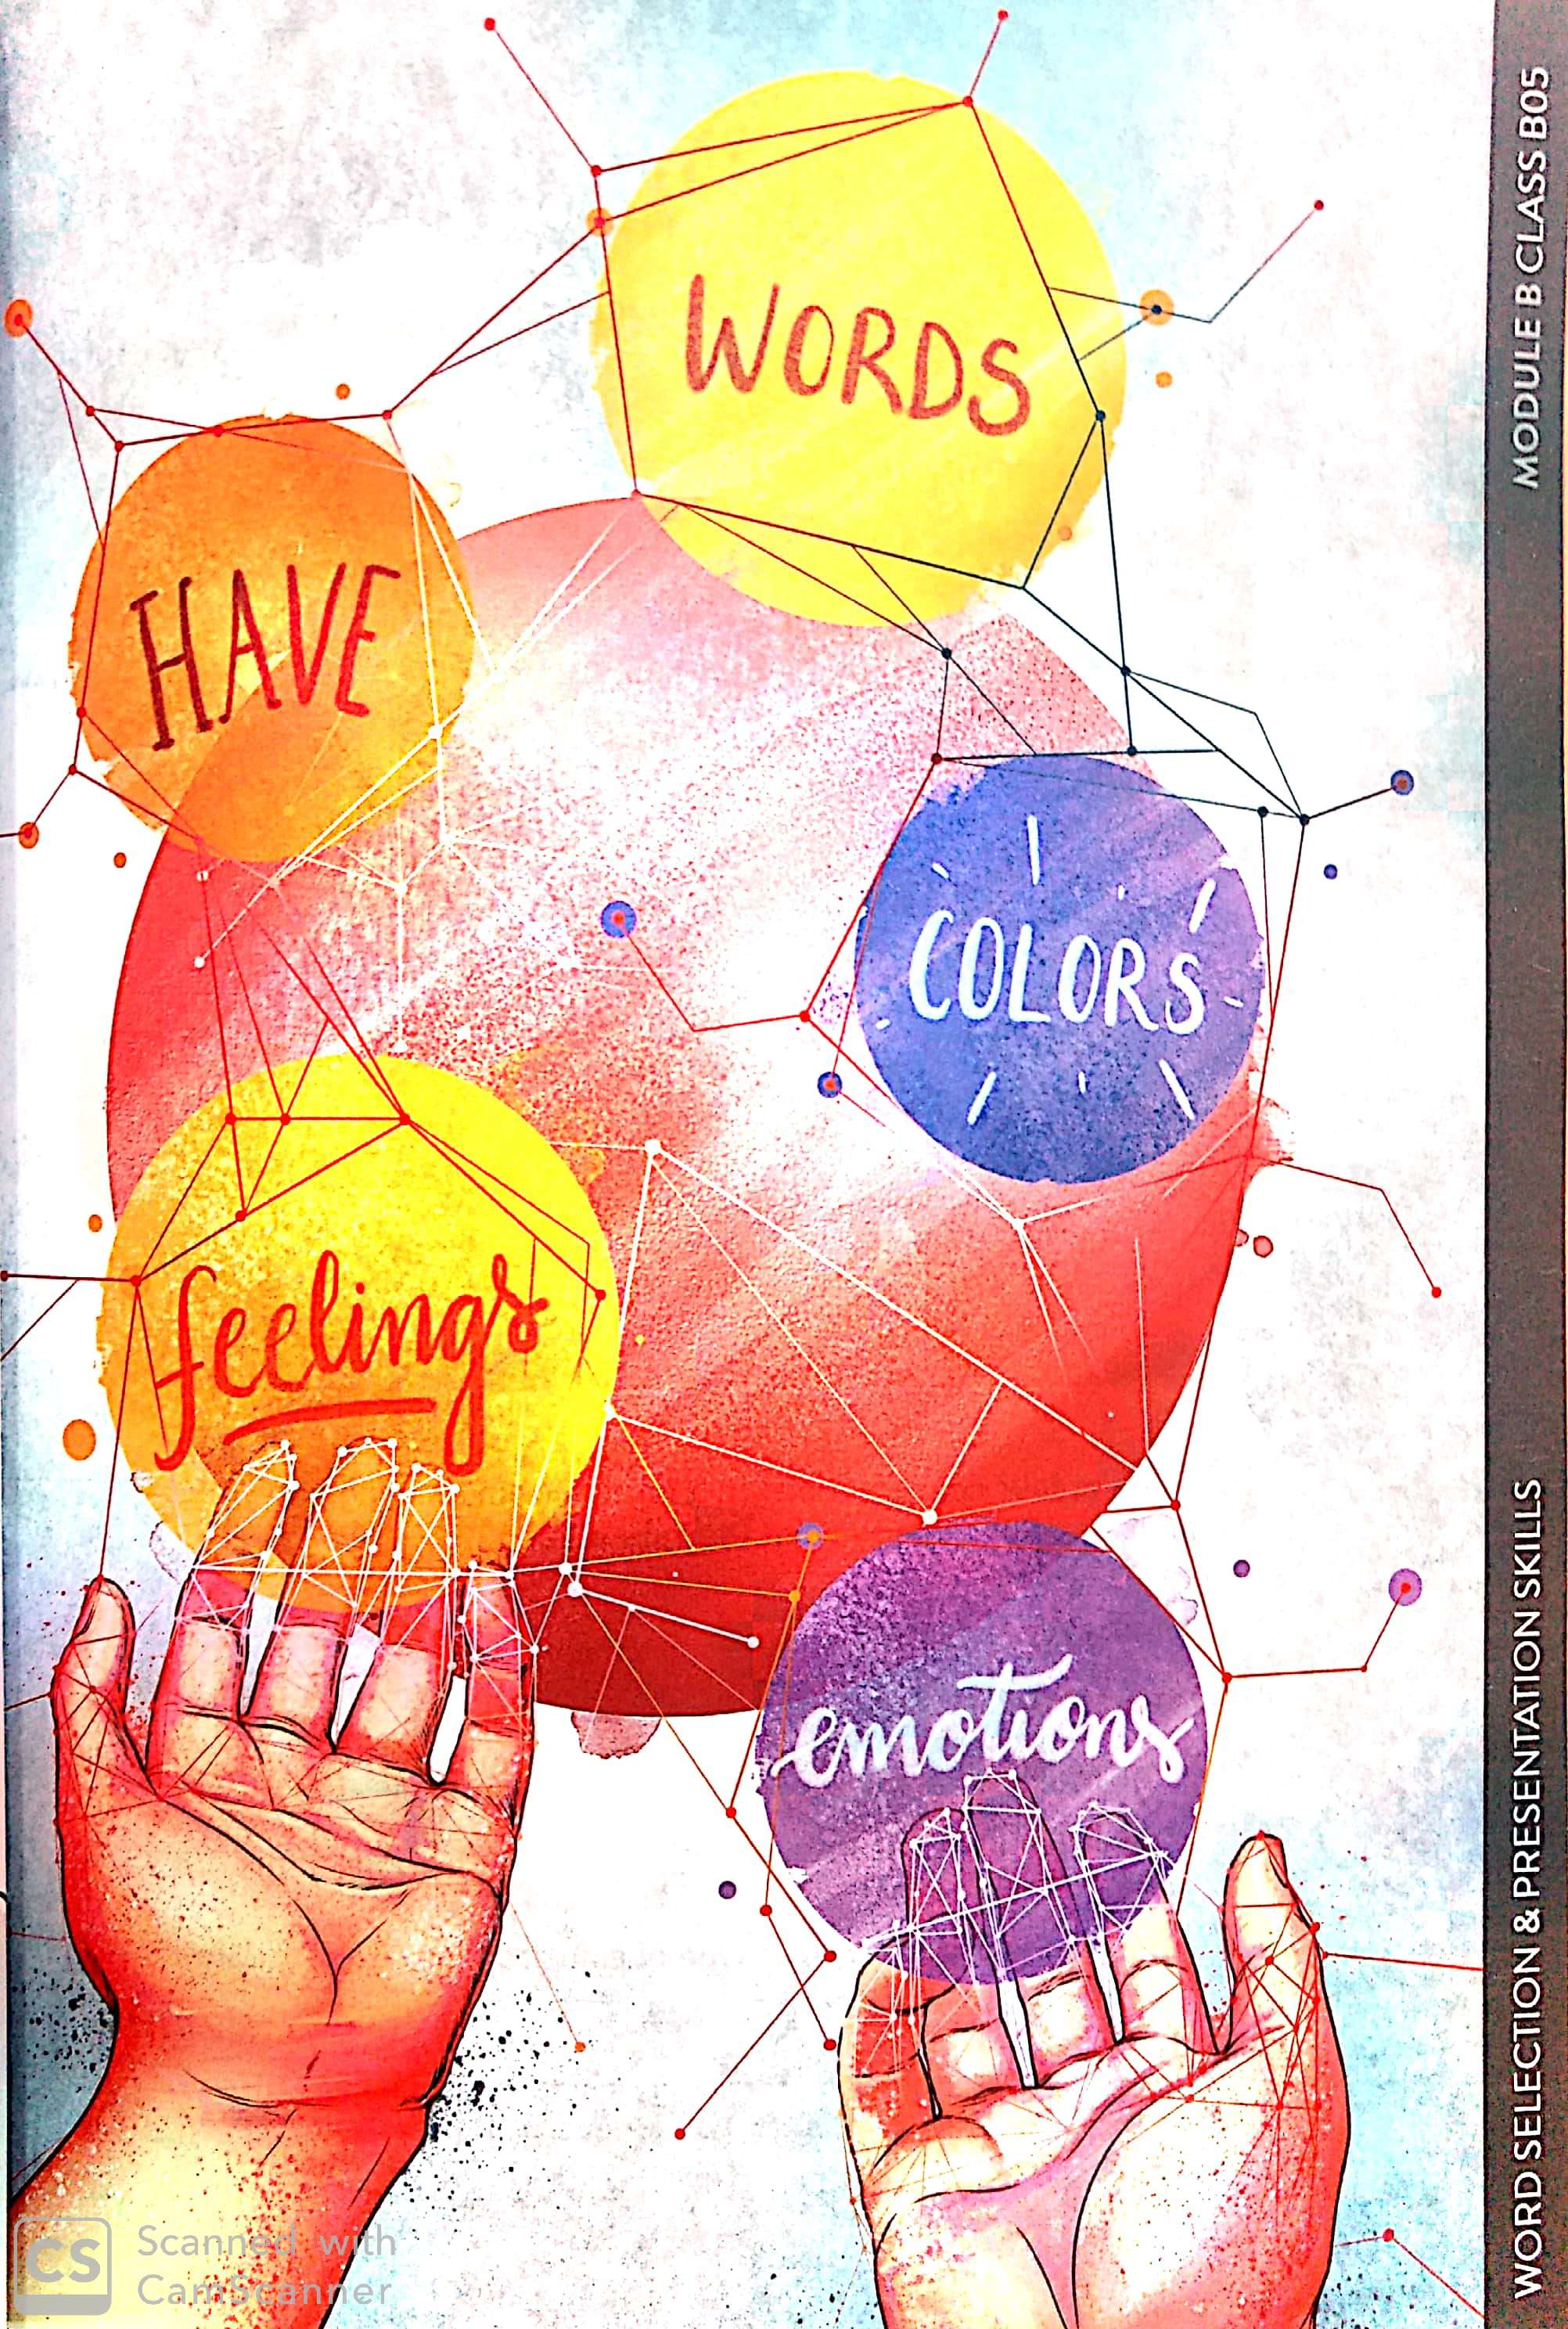 WORDS
HAVE
COLORS
feelings
emotions
MODULE B CLASS B05
WORD SELECTION & PRESENTATION SKILLS
CS
Scanned with
CamScanner